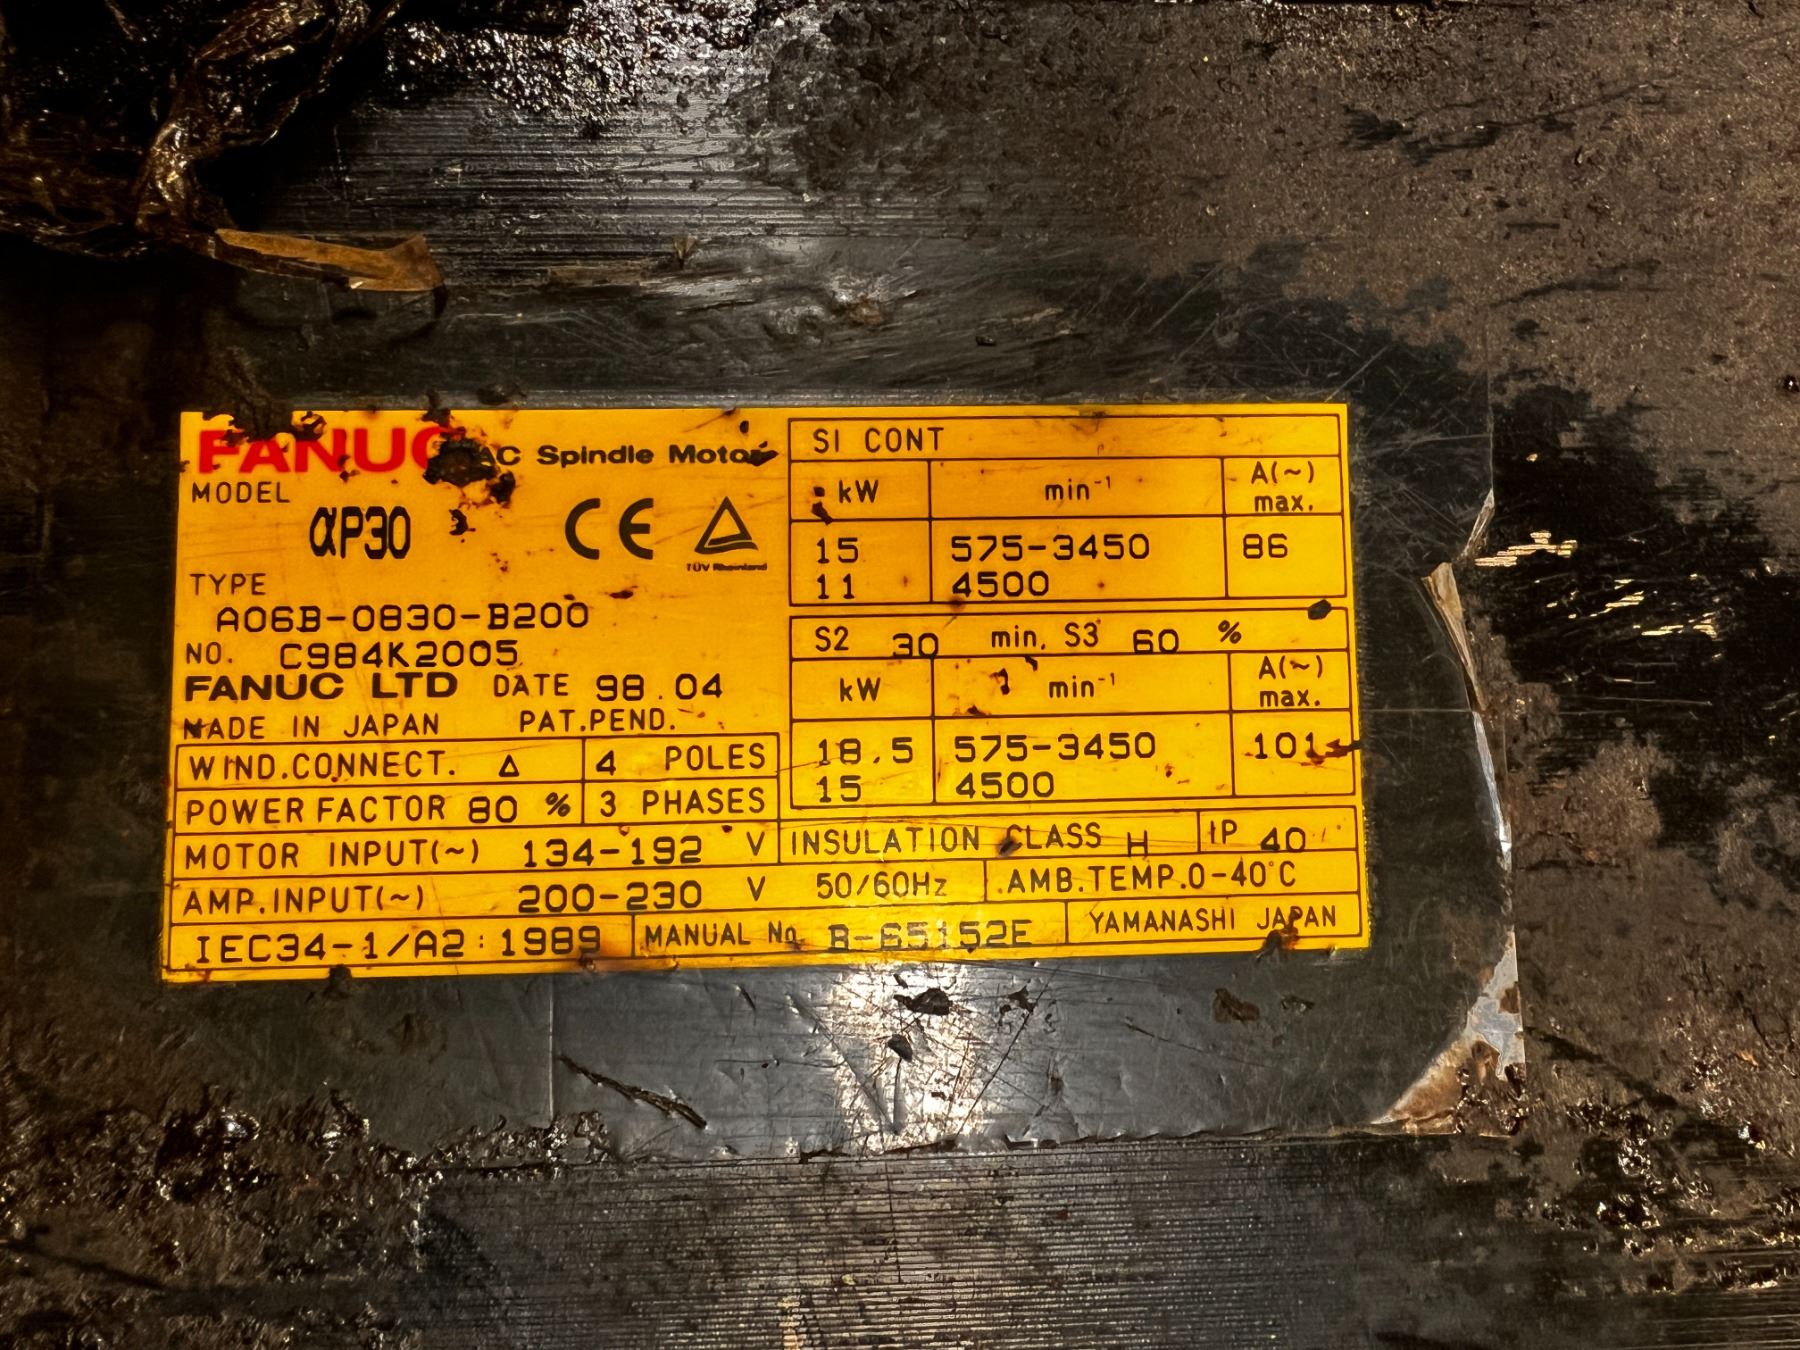 FANUC AC Spindle Motor
MODEL
αP30
CE
TÜV Rheinland
TYPE
A06B-0830-B200
NO. C984K2005
FANUC LTD DATE 98.04
MADE IN JAPAN PAT.PEND.
WIND.CONNECT. Δ 4 POLES
POWER FACTOR 80 % 3 PHASES
MOTOR INPUT(~) 134-192 V
AMP.INPUT(~) 200-230 V 50/60Hz
IEC34-1/A2:1989
SI CONT
kW min⁻¹ A(~) max.
15 575-3450 86
11 4500
S2 30 min. S3 60 %
kW min⁻¹ A(~) max.
18.5 575-3450 101
15 4500
INSULATION CLASS H IP 40
AMB.TEMP.0-40°C
MANUAL No. B-65152E
YAMANASHI JAPAN